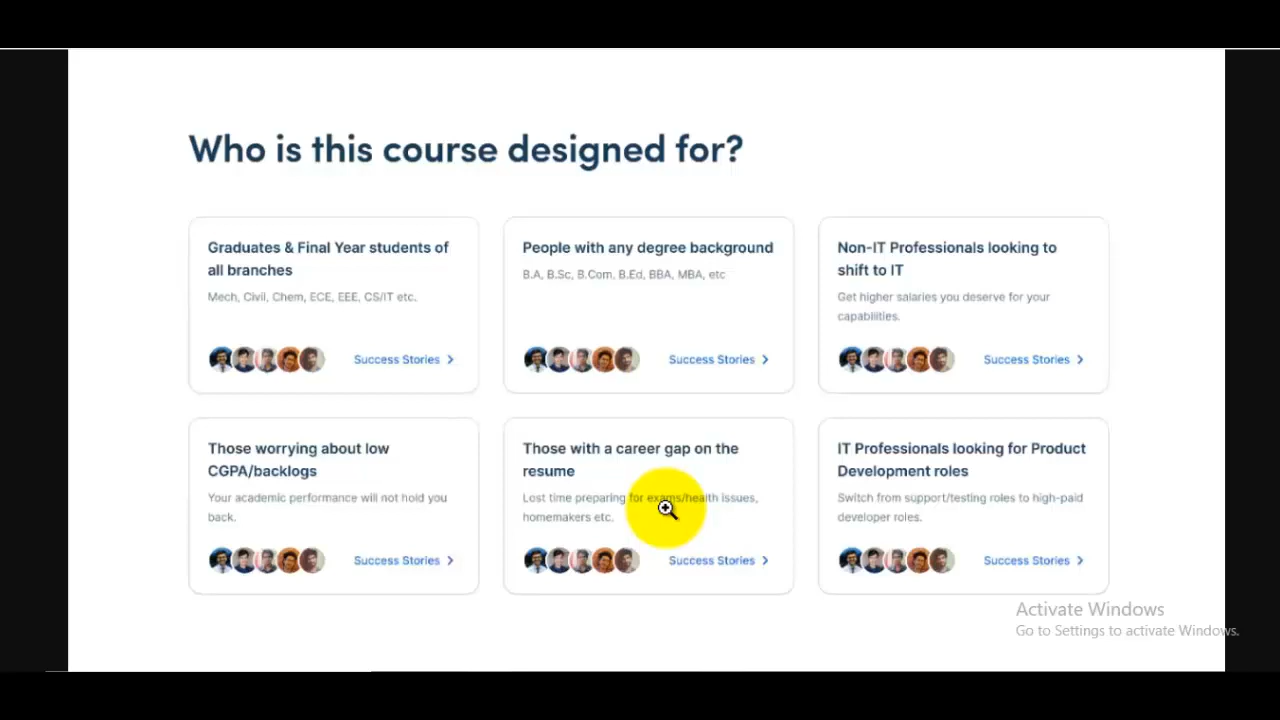 Who is this course designed for?
Graduates & Final Year students of
all branches
Mech, Civil, Chem, ECE, EEE, CS/IT etc.
Success Stories
People with any degree background
B.A, B.Sc, B.Com, B.Ed, BBA, MBA, etc
Success Stories
Non-IT Professionals looking to
shift to IT
Get higher salaries you deserve for your
capabilities.
Success Stories
Those worrying about low
CGPA/backlogs
Your academic performance will not hold you
back.
Success Stories
Those with a career gap on the
resume
Lost time preparing for exams/health issues,
homemakers etc.
Success Stories
IT Professionals looking for Product
Development roles
Switch from support/testing roles to high-paid
developer roles.
Success Stories
Activate Windows
Go to Settings to activate Windows.